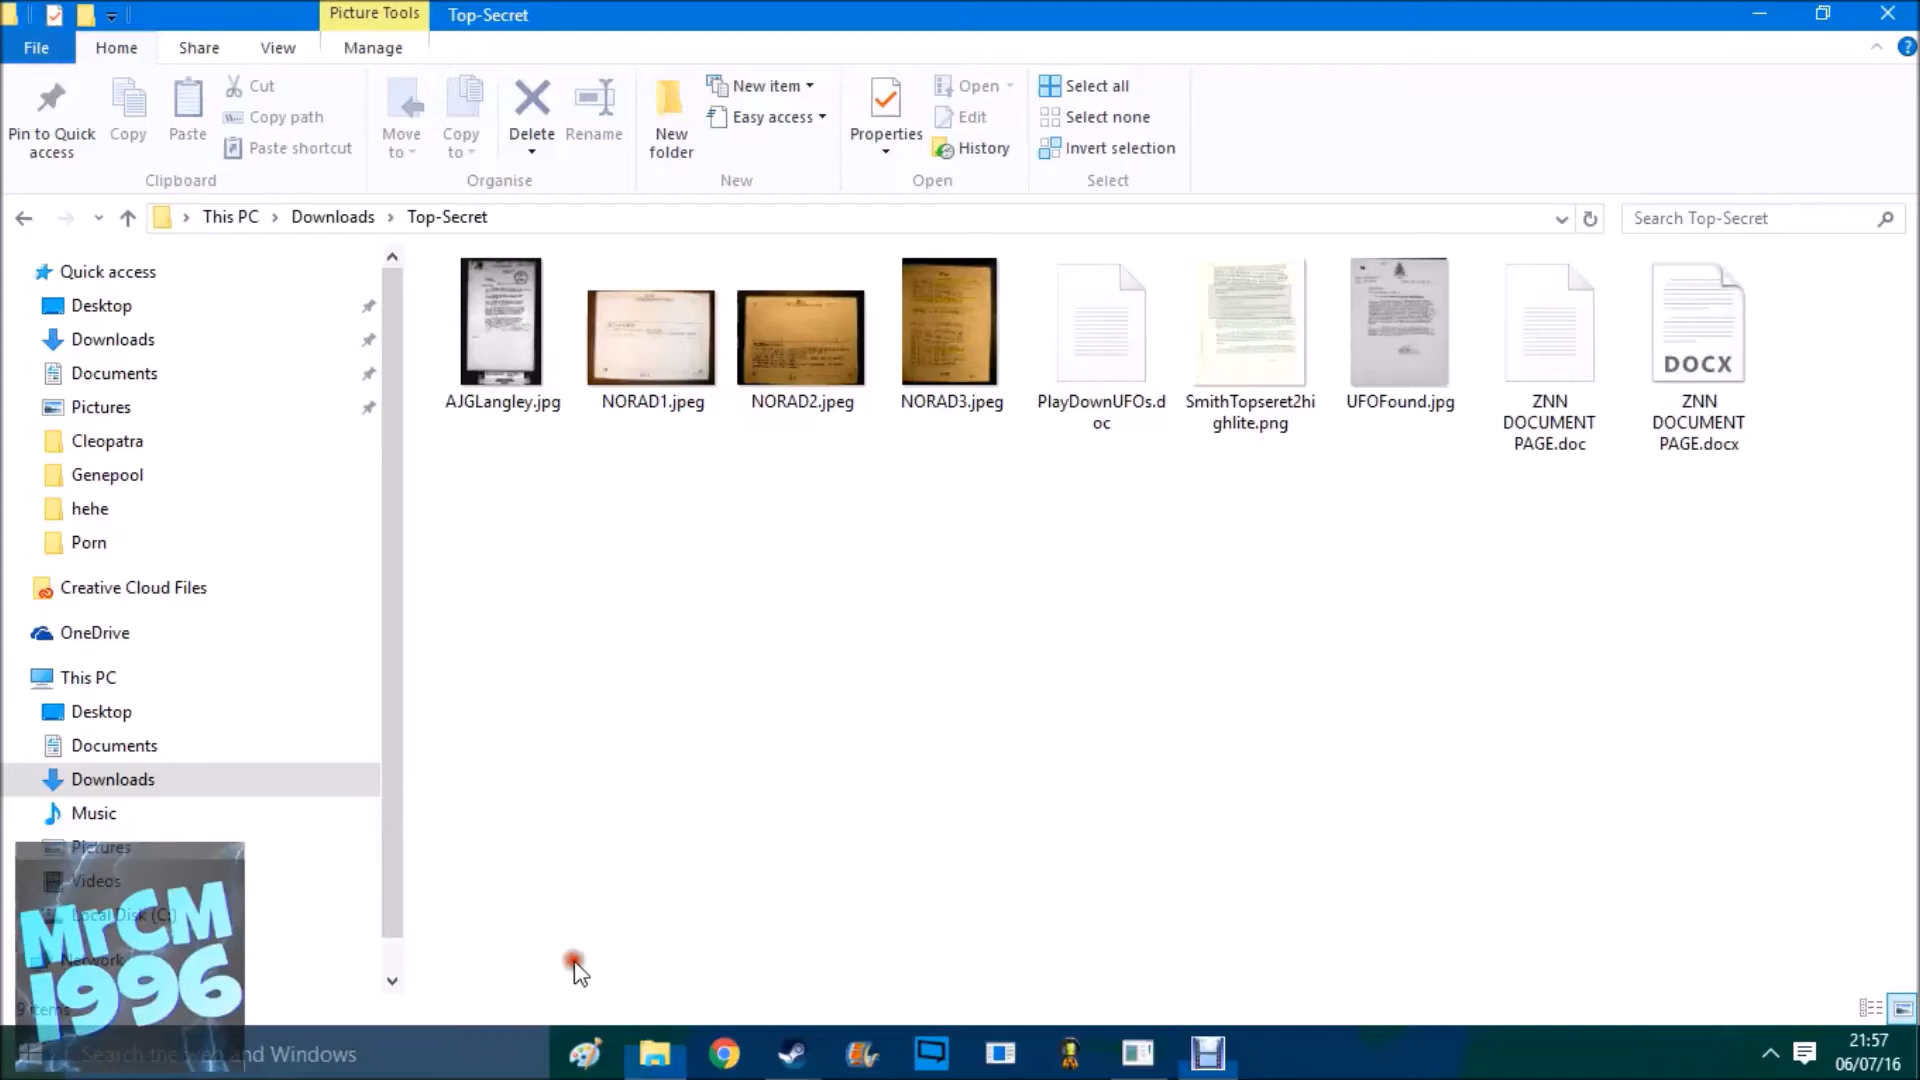 Picture Tools
Top-Secret
File
Home
Share
View
Manage
Pin to Quick access
Copy
Paste
Cut
Copy path
Paste shortcut
Clipboard
Move to
Copy to
Delete
Rename
Organise
New folder
New item
Easy access
New
Properties
Open
Edit
History
Open
Select all
Select none
Invert selection
Select
This PC
Downloads
Top-Secret
Search Top-Secret
Quick access
Desktop
Downloads
Documents
Pictures
Cleopatra
Genepool
hehe
Porn
Creative Cloud Files
OneDrive
This PC
Desktop
Documents
Downloads
Music
Pictures
Videos
Local Disk (C:)
Network
9 items
AJGLangley.jpg
NORAD1.jpeg
NORAD2.jpeg
NORAD3.jpeg
PlayDownUFOs.d
oc
SmithTopseret2hi
ghlite.png
UFOFound.jpg
ZNN
DOCUMENT
PAGE.doc
DOCX
ZNN
DOCUMENT
PAGE.docx
MrCM
1996
Search the web and Windows
21:57
06/07/16